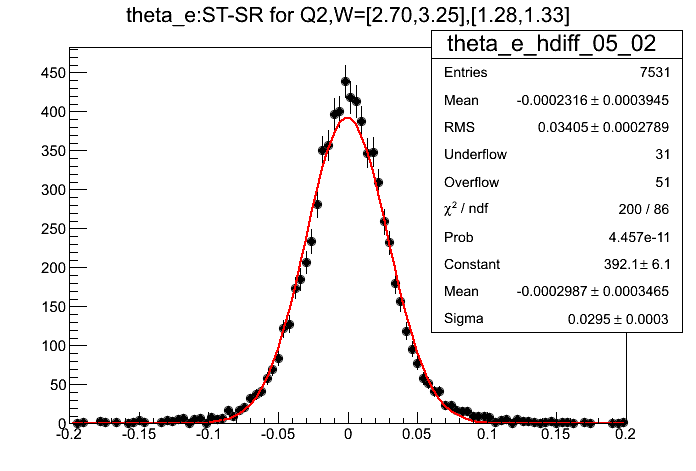 theta_e:ST-SR for Q2,W=[2.70,3.25],[1.28,1.33]
theta_e_hdiff_05_02
Entries 7531
Mean -0.0002316 ± 0.0003945
RMS 0.03405 ± 0.0002789
Underflow 31
Overflow 51
χ² / ndf 200 / 86
Prob 4.457e-11
Constant 392.1 ± 6.1
Mean -0.0002987 ± 0.0003465
Sigma 0.0295 ± 0.0003
450
400
350
300
250
200
150
100
50
0
-0.2 -0.15 -0.1 -0.05 0 0.05 0.1 0.15 0.2